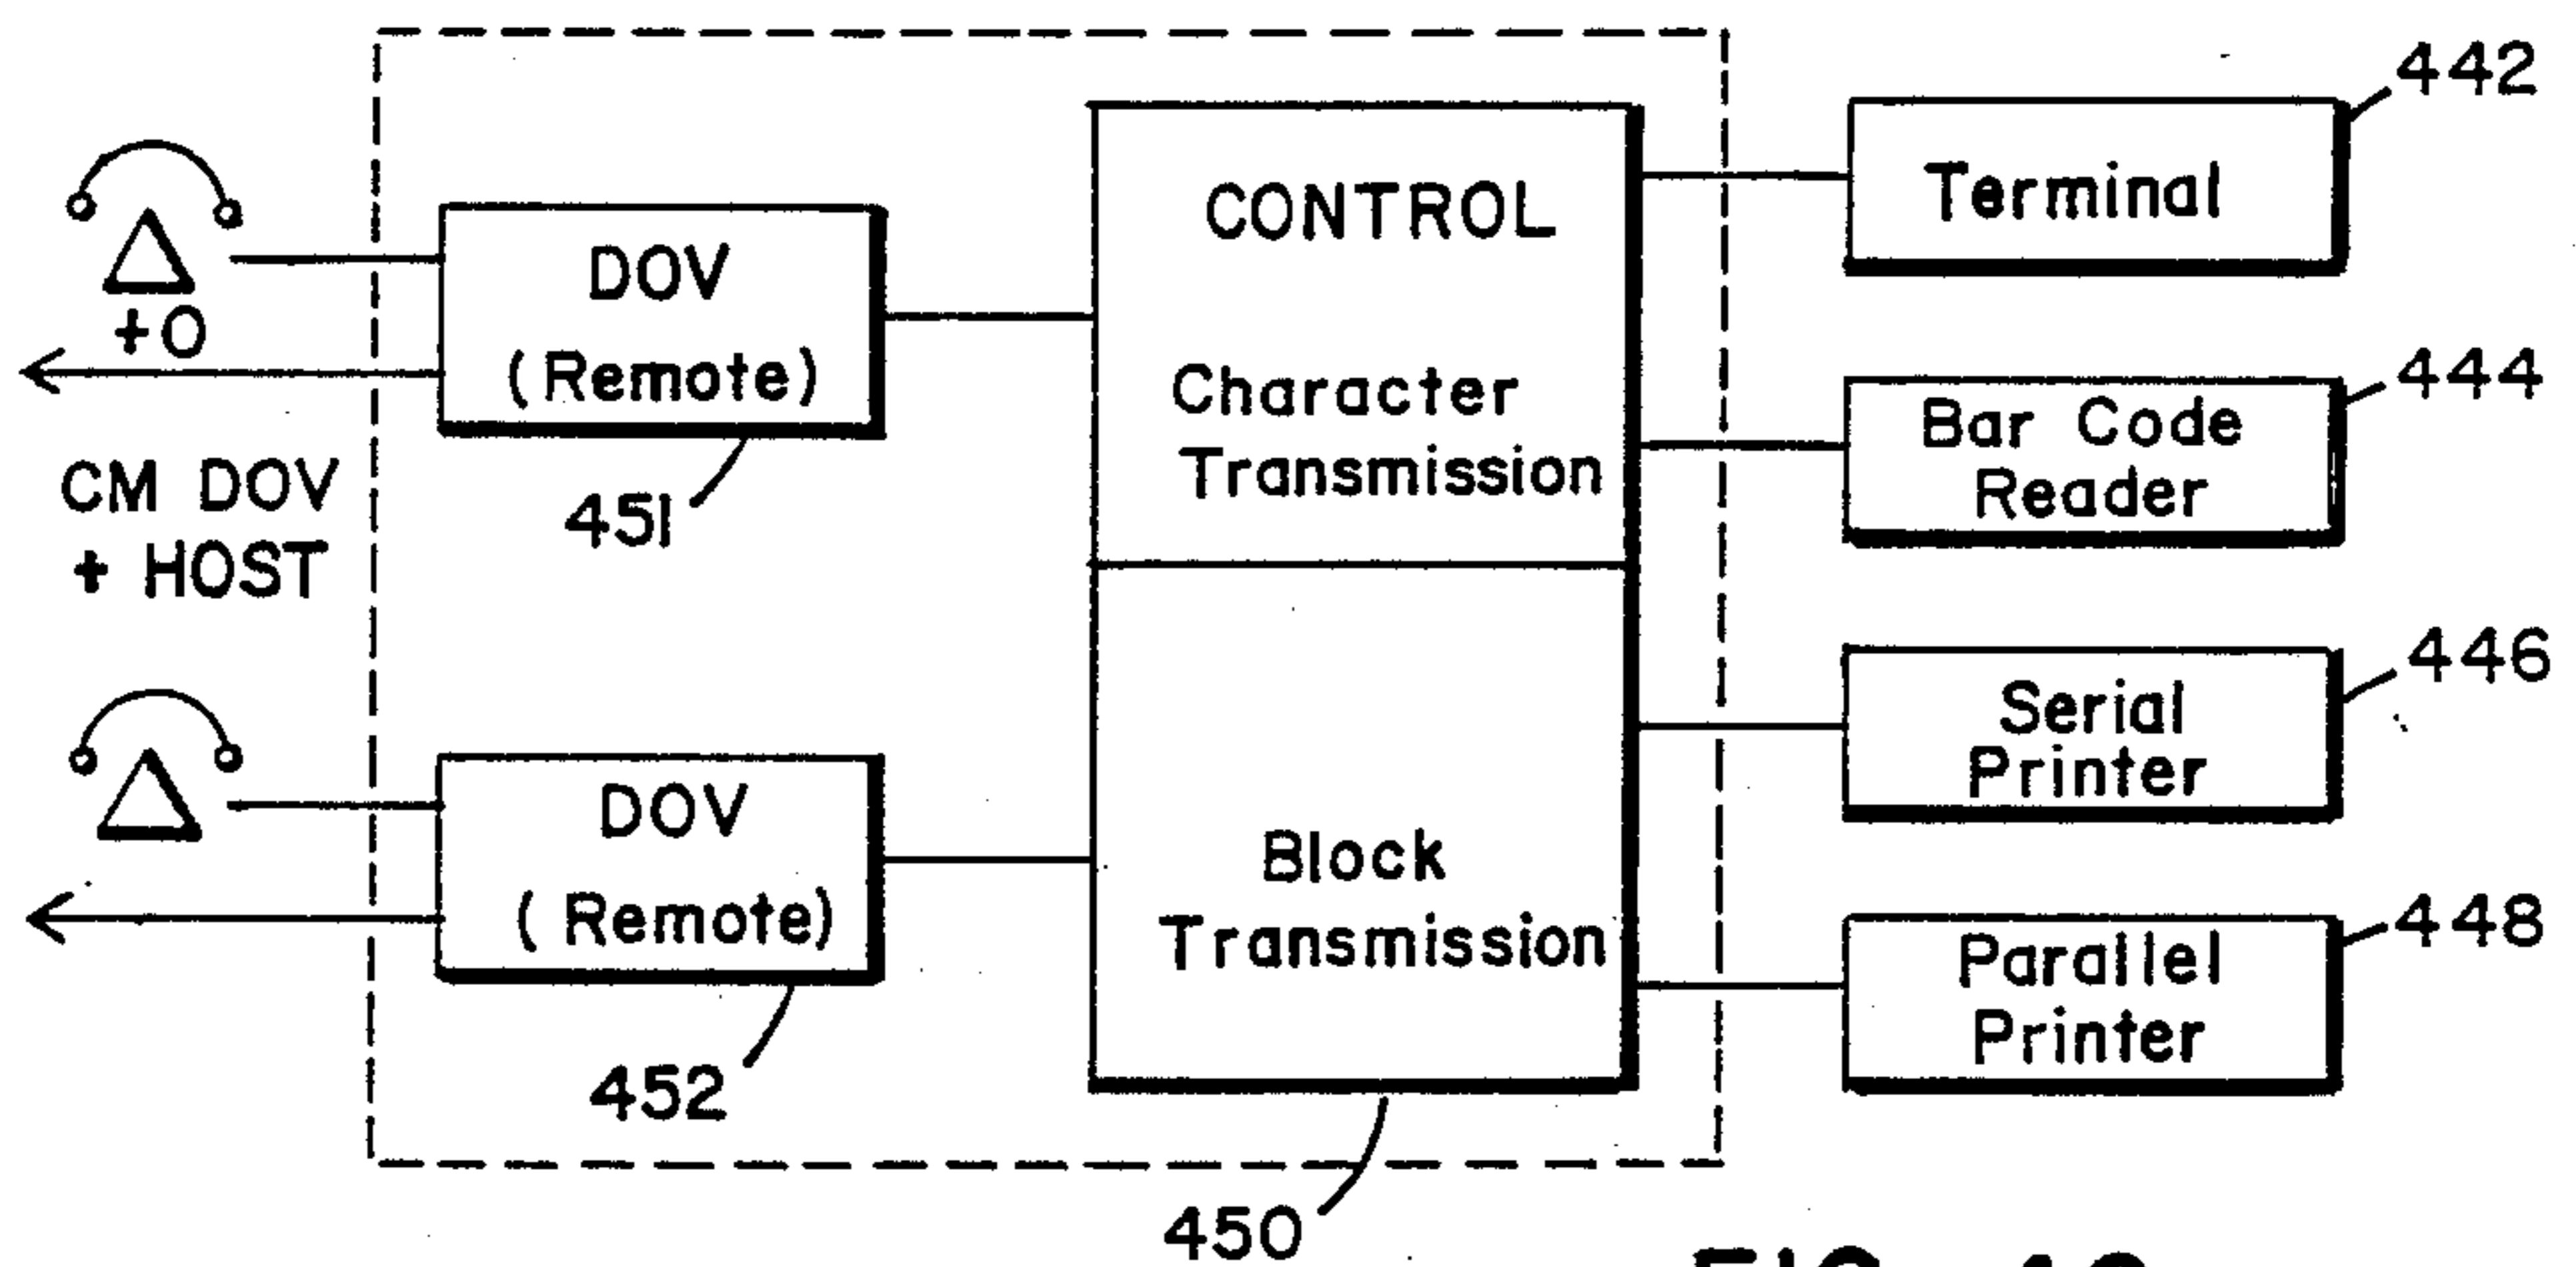 442
Terminal
CONTROL
DOV
(Remote)
+O
Character
Transmission
444
Bar Code
Reader
CM DOV
+ HOST
451
446
Serial
Printer
DOV
(Remote)
Block
Transmission
448
Parallel
Printer
452
450